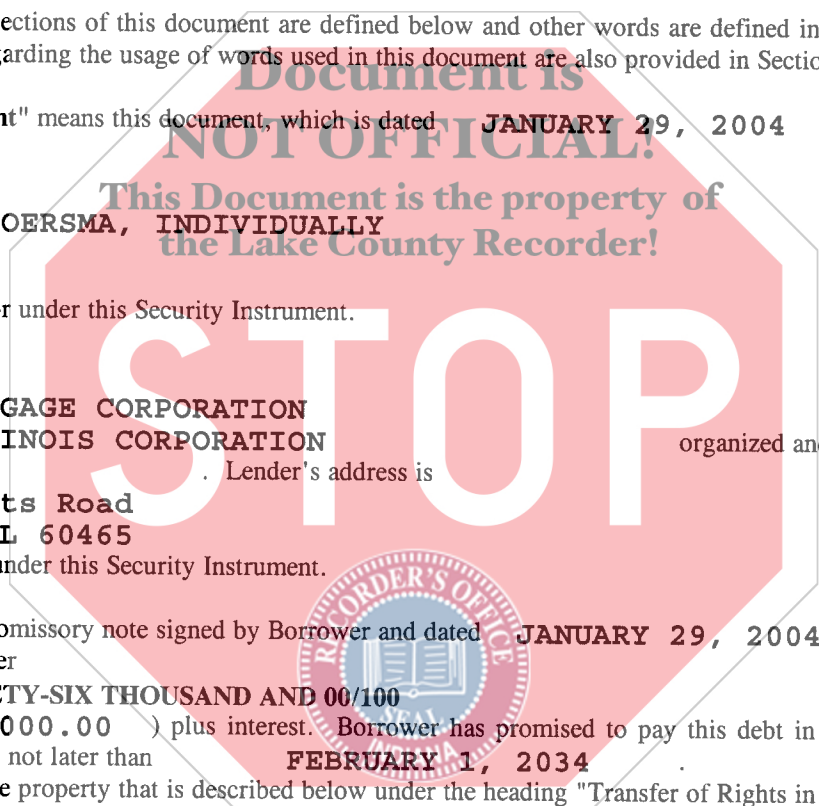 ections of this document are defined below and other words are defined in
garding the usage of words used in this document are also provided in Sectio
Document is
nt" means this document, which is dated JANUARY 29, 2004
NOT OFFICIAL!
This Document is the property of
OERSMA, INDIVIDUALLY
the Lake County Recorder!
r under this Security Instrument.
STOP
GAGE CORPORATION
INOIS CORPORATION organized and
. Lender's address is
ts Road
L 60465
under this Security Instrument.
RECORDER'S OFFICE
omissory note signed by Borrower and dated JANUARY 29, 2004
er
TY-SIX THOUSAND AND 00/100
000.00 ) plus interest. Borrower has promised to pay this debt in
SEAL
not later than FEBRUARY 1, 2034 .
INDIANA
e property that is described below under the heading "Transfer of Rights in